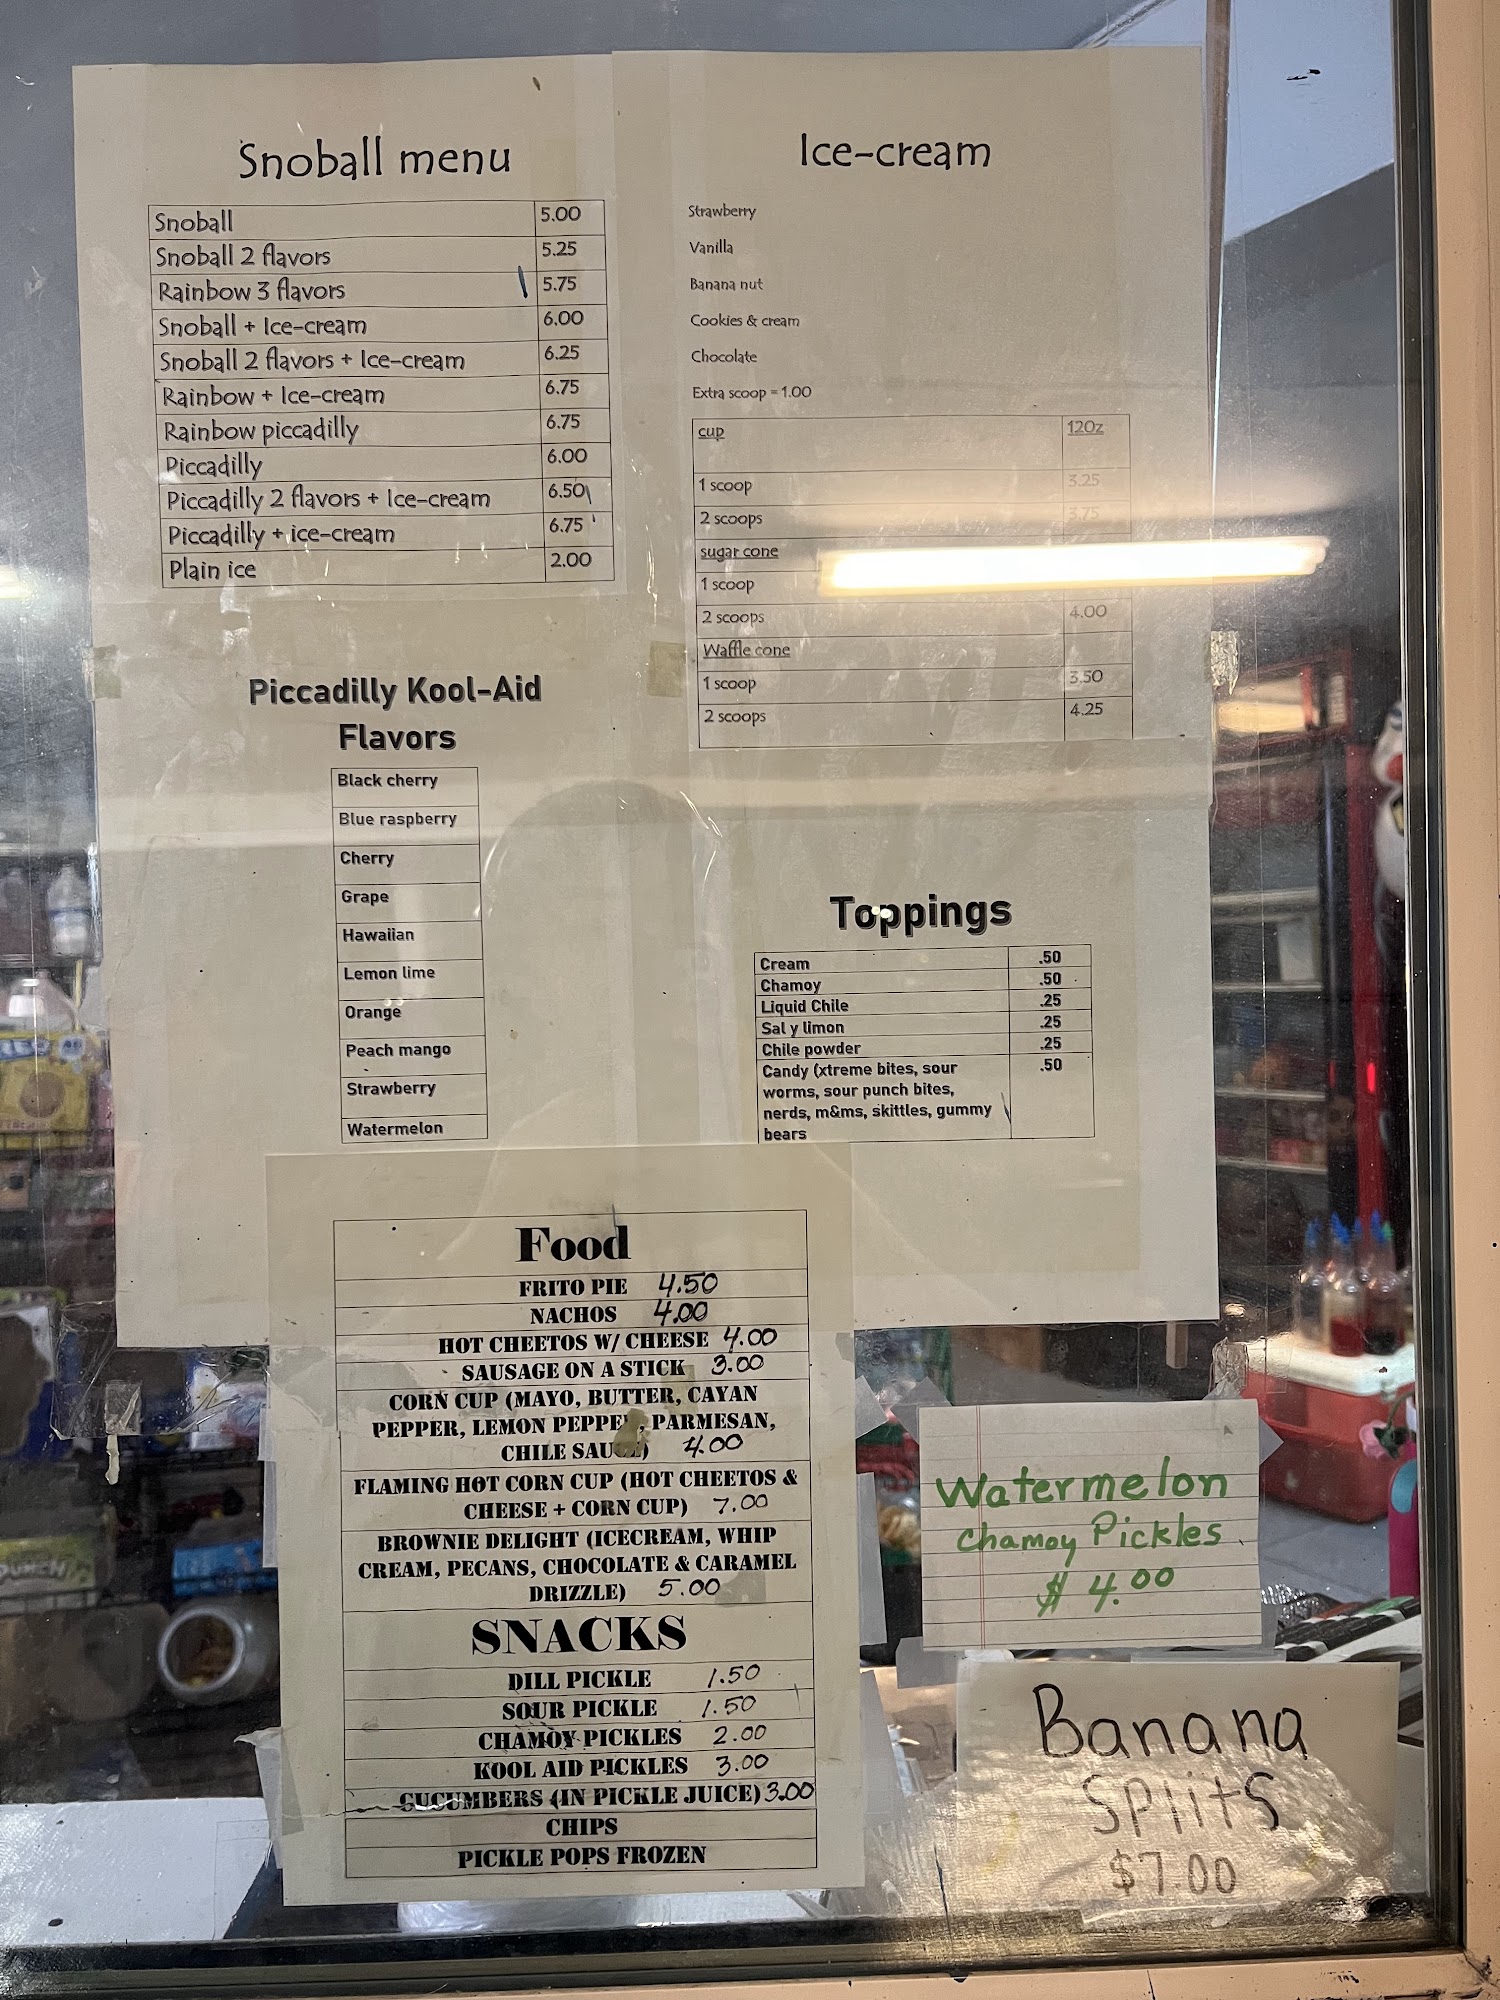 Snoball menu
Snoball 5.00
Snoball 2 flavors 5.25
Rainbow 3 flavors 5.75
Snoball + Ice-cream 6.00
Snoball 2 flavors + Ice-cream 6.25
Rainbow + Ice-cream 6.75
Rainbow piccadilly 6.75
Piccadilly 6.00
Piccadilly 2 flavors + Ice-cream 6.50
Piccadilly + ice-cream 6.75
Plain ice 2.00
Ice-cream
Strawberry
Vanilla
Banana nut
Cookies & cream
Chocolate
Extra scoop = 1.00
cup 12oz
1 scoop 3.25
2 scoops 3.75
sugar cone
1 scoop
2 scoops 4.00
Waffle cone
1 scoop 3.50
2 scoops 4.25
Piccadilly Kool-Aid
Flavors
Black cherry
Blue raspberry
Cherry
Grape
Hawaiian
Lemon lime
Orange
Peach mango
Strawberry
Watermelon
Toppings
Cream .50
Chamoy .50
Liquid Chile .25
Sal y limon .25
Chile powder .25
Candy (xtreme bites, sour .50
worms, sour punch bites,
nerds, m&ms, skittles, gummy
bears
Food
FRITO PIE 4.50
NACHOS 4.00
HOT CHEETOS W/ CHEESE 4.00
SAUSAGE ON A STICK 3.00
CORN CUP (MAYO, BUTTER, CAYAN
PEPPER, LEMON PEPPER, PARMESAN,
CHILE SAUCE) 4.00
FLAMING HOT CORN CUP (HOT CHEETOS &
CHEESE + CORN CUP) 7.00
BROWNIE DELIGHT (ICECREAM, WHIP
CREAM, PECANS, CHOCOLATE & CARAMEL
DRIZZLE) 5.00
SNACKS
DILL PICKLE 1.50
SOUR PICKLE 1.50
CHAMOY PICKLES 2.00
KOOL AID PICKLES 3.00
CUCUMBERS (IN PICKLE JUICE) 3.00
CHIPS
PICKLE POPS FROZEN
Watermelon
Chamoy Pickles
$ 4.00
Banana
Splits
$7.00